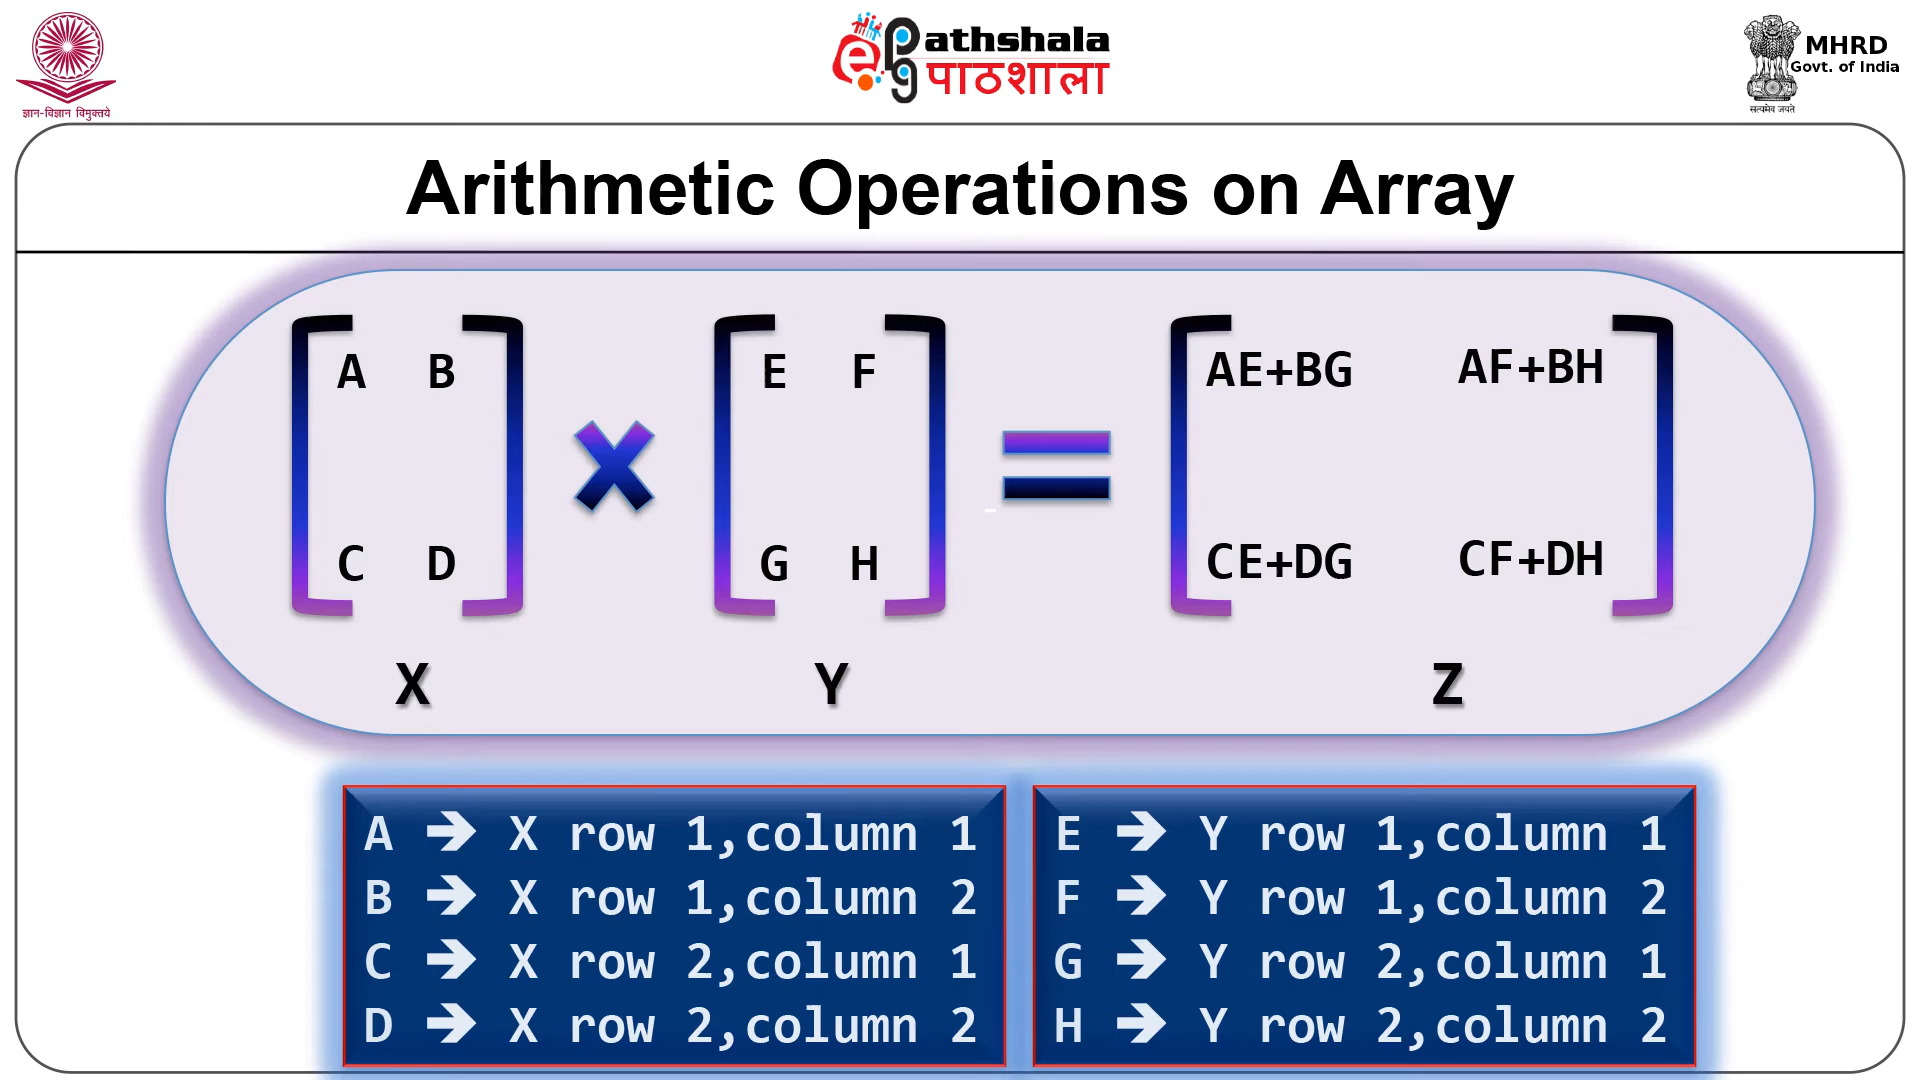 ज्ञान-विज्ञान विमुक्तये
e Pathshala
पाठशाला
MHRD
Govt. of India
सत्यमेव जयते
Arithmetic Operations on Array
A B E F AE+BG AF+BH
× =
C D G H CE+DG CF+DH
X Y Z
A → X row 1,column 1
B → X row 1,column 2
C → X row 2,column 1
D → X row 2,column 2
E → Y row 1,column 1
F → Y row 1,column 2
G → Y row 2,column 1
H → Y row 2,column 2